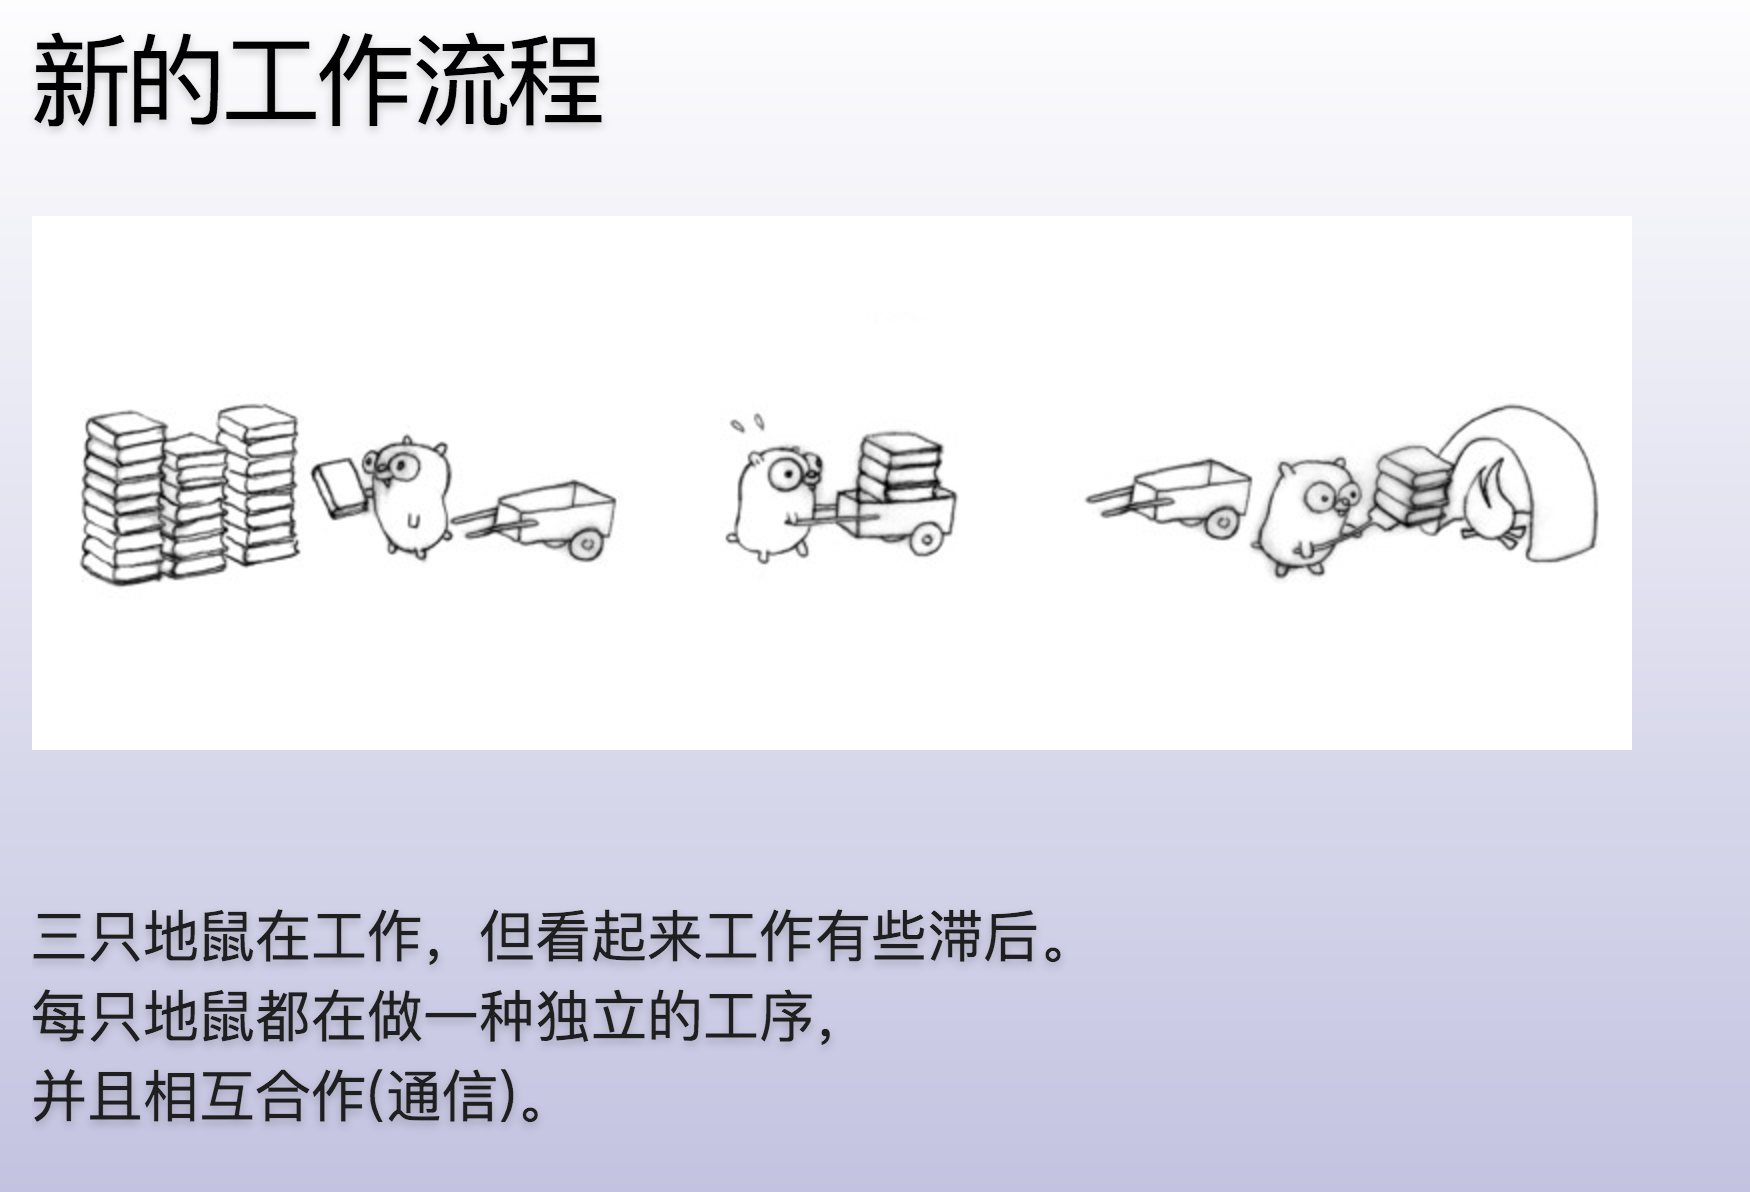 新的工作流程
三只地鼠在工作，但看起来工作有些滞后。
每只地鼠都在做一种独立的工序，
并且相互合作(通信)。